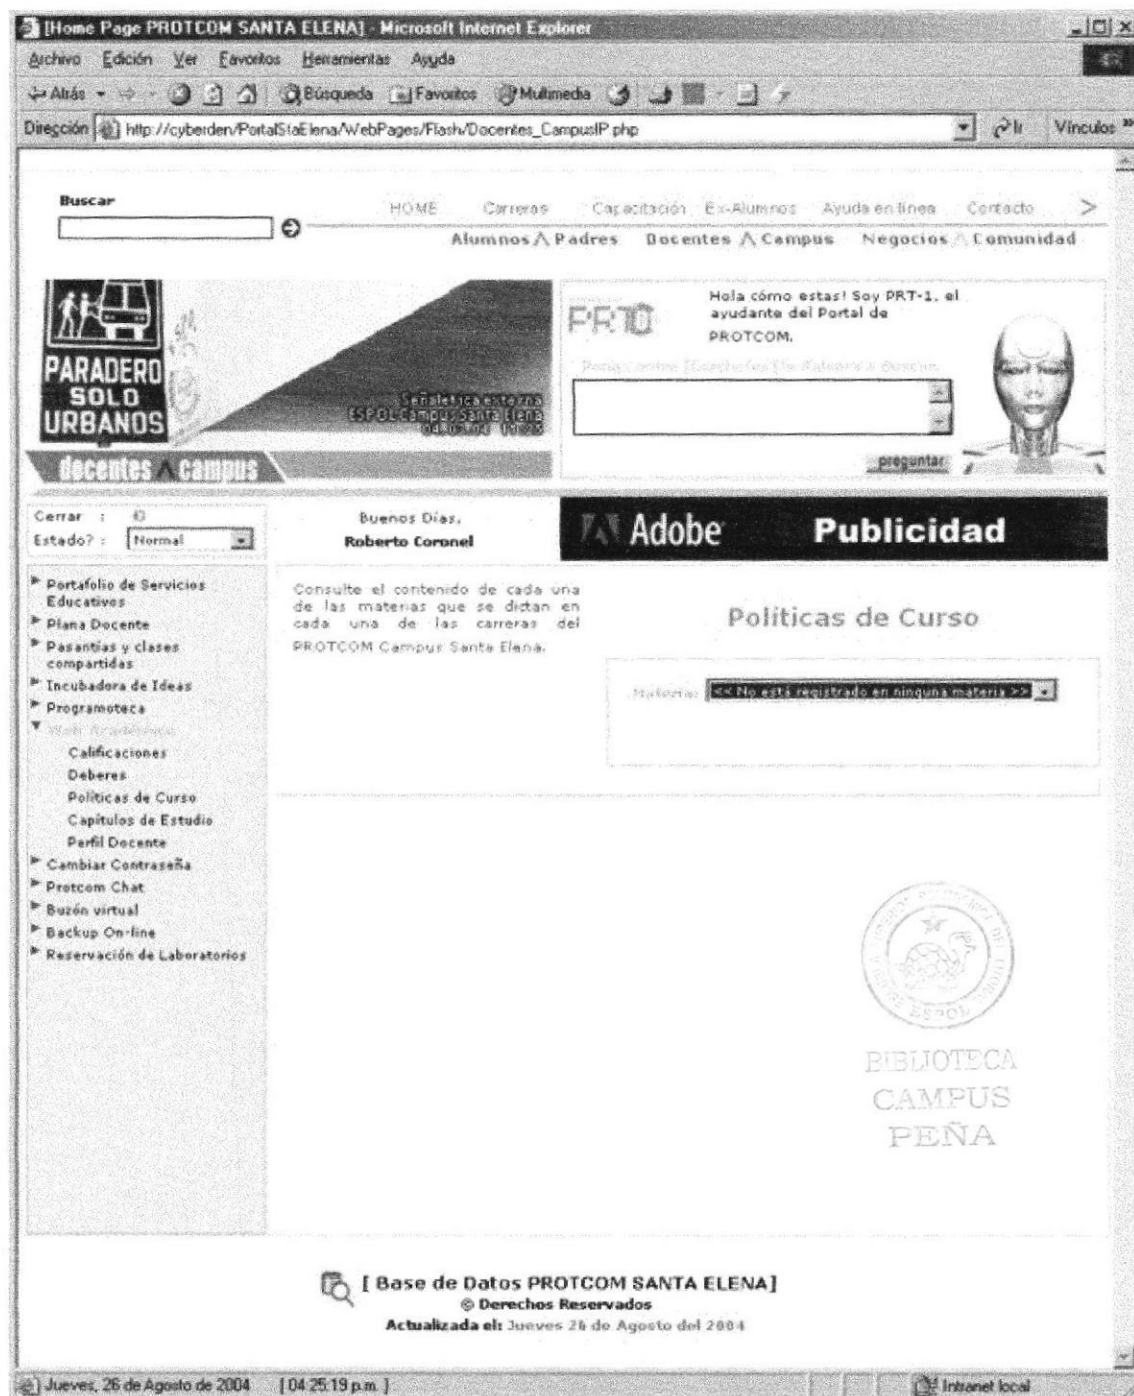 [Home Page PROTCOM SANTA ELENA] - Microsoft Internet Explorer
Archivo Edición Ver Favoritos Herramientas Ayuda
Atrás Búsqueda Favoritos Multimedia
Dirección http://cyberden/PortalStaElena/WebPages/Flash/Docentes_CampusIP.php Ir Vínculos »
Buscar
HOME Carreras Capacitación Ex-Alumnos Ayuda en línea Contacto >
Alumnos Λ Padres Docentes Λ Campus Negocios Λ Comunidad
PARADERO
SOLO
URBANOS
Señalética externa
ESPOL Campus Santa Elena
docentes Λ campus
Hola cómo estas! Soy PRT-1, el
ayudante del Portal de
PROTCOM.
preguntar
Cerrar :
Estado? : Normal
Buenos Días,
Roberto Coronel
Adobe Publicidad
Portafolio de Servicios
Educativos
Plana Docente
Pasantías y clases
compartidas
Incubadora de Ideas
Programoteca
Web Académico
Calificaciones
Deberes
Políticas de Curso
Capítulos de Estudio
Perfil Docente
Cambiar Contraseña
Protcom Chat
Buzón virtual
Backup On-line
Reservación de Laboratorios
Consulte el contenido de cada una
de las materias que se dictan en
cada una de las carreras del
PROTCOM Campus Santa Elena.
Políticas de Curso
Materia: << No está registrado en ninguna materia >>
ESPOL
BIBLIOTECA
CAMPUS
PEÑA
[ Base de Datos PROTCOM SANTA ELENA]
© Derechos Reservados
Actualizada el: Jueves 26 de Agosto del 2004
Jueves, 26 de Agosto de 2004 [ 04:25:19 p.m. ] Intranet local